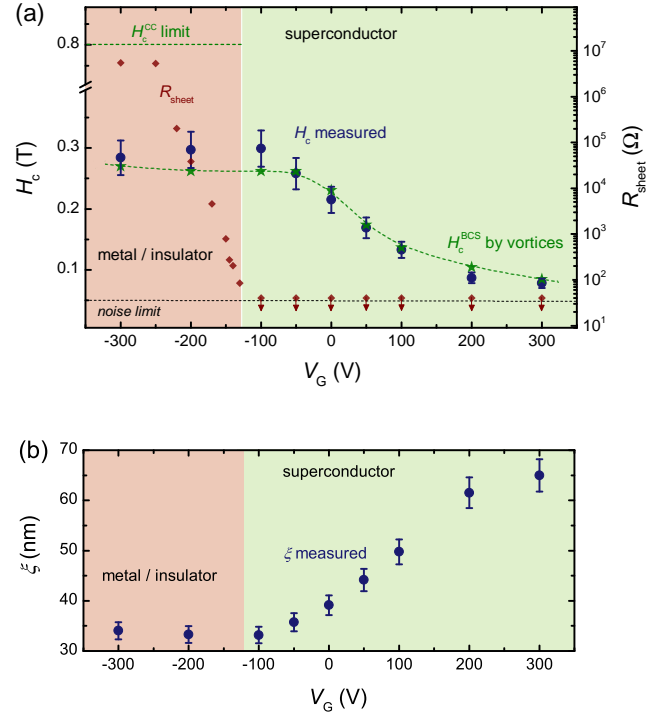 (a)
H_c^CC limit
superconductor
R_sheet
H_c measured
H_c^BCS by vortices
metal / insulator
noise limit
0.8
0.3
0.2
0.1
H_c (T)
10^7
10^6
10^5
10^4
10^3
10^2
10^1
R_sheet (Ω)
-300 -200 -100 0 100 200 300
V_G (V)
(b)
superconductor
ξ measured
metal / insulator
70
60
50
40
30
ξ (nm)
-300 -200 -100 0 100 200 300
V_G (V)